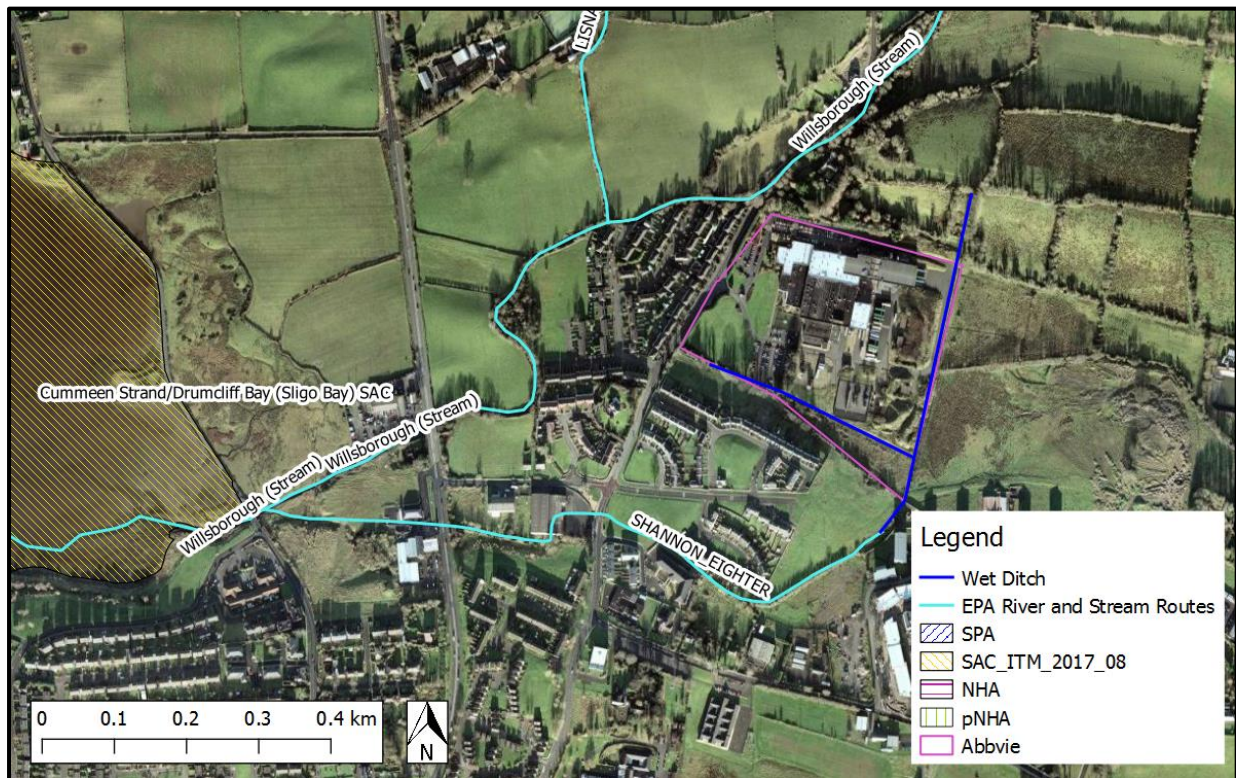 LISNA
Willsborough (Stream)
Cummeen Strand/Drumcliff Bay (Sligo Bay) SAC
Willsborough (Stream)
Willsborough (Stream)
SHANNON_EIGHTER
Legend
Wet Ditch
EPA River and Stream Routes
SPA
SAC_ITM_2017_08
NHA
pNHA
Abbvie
0 0.1 0.2 0.3 0.4 km
N